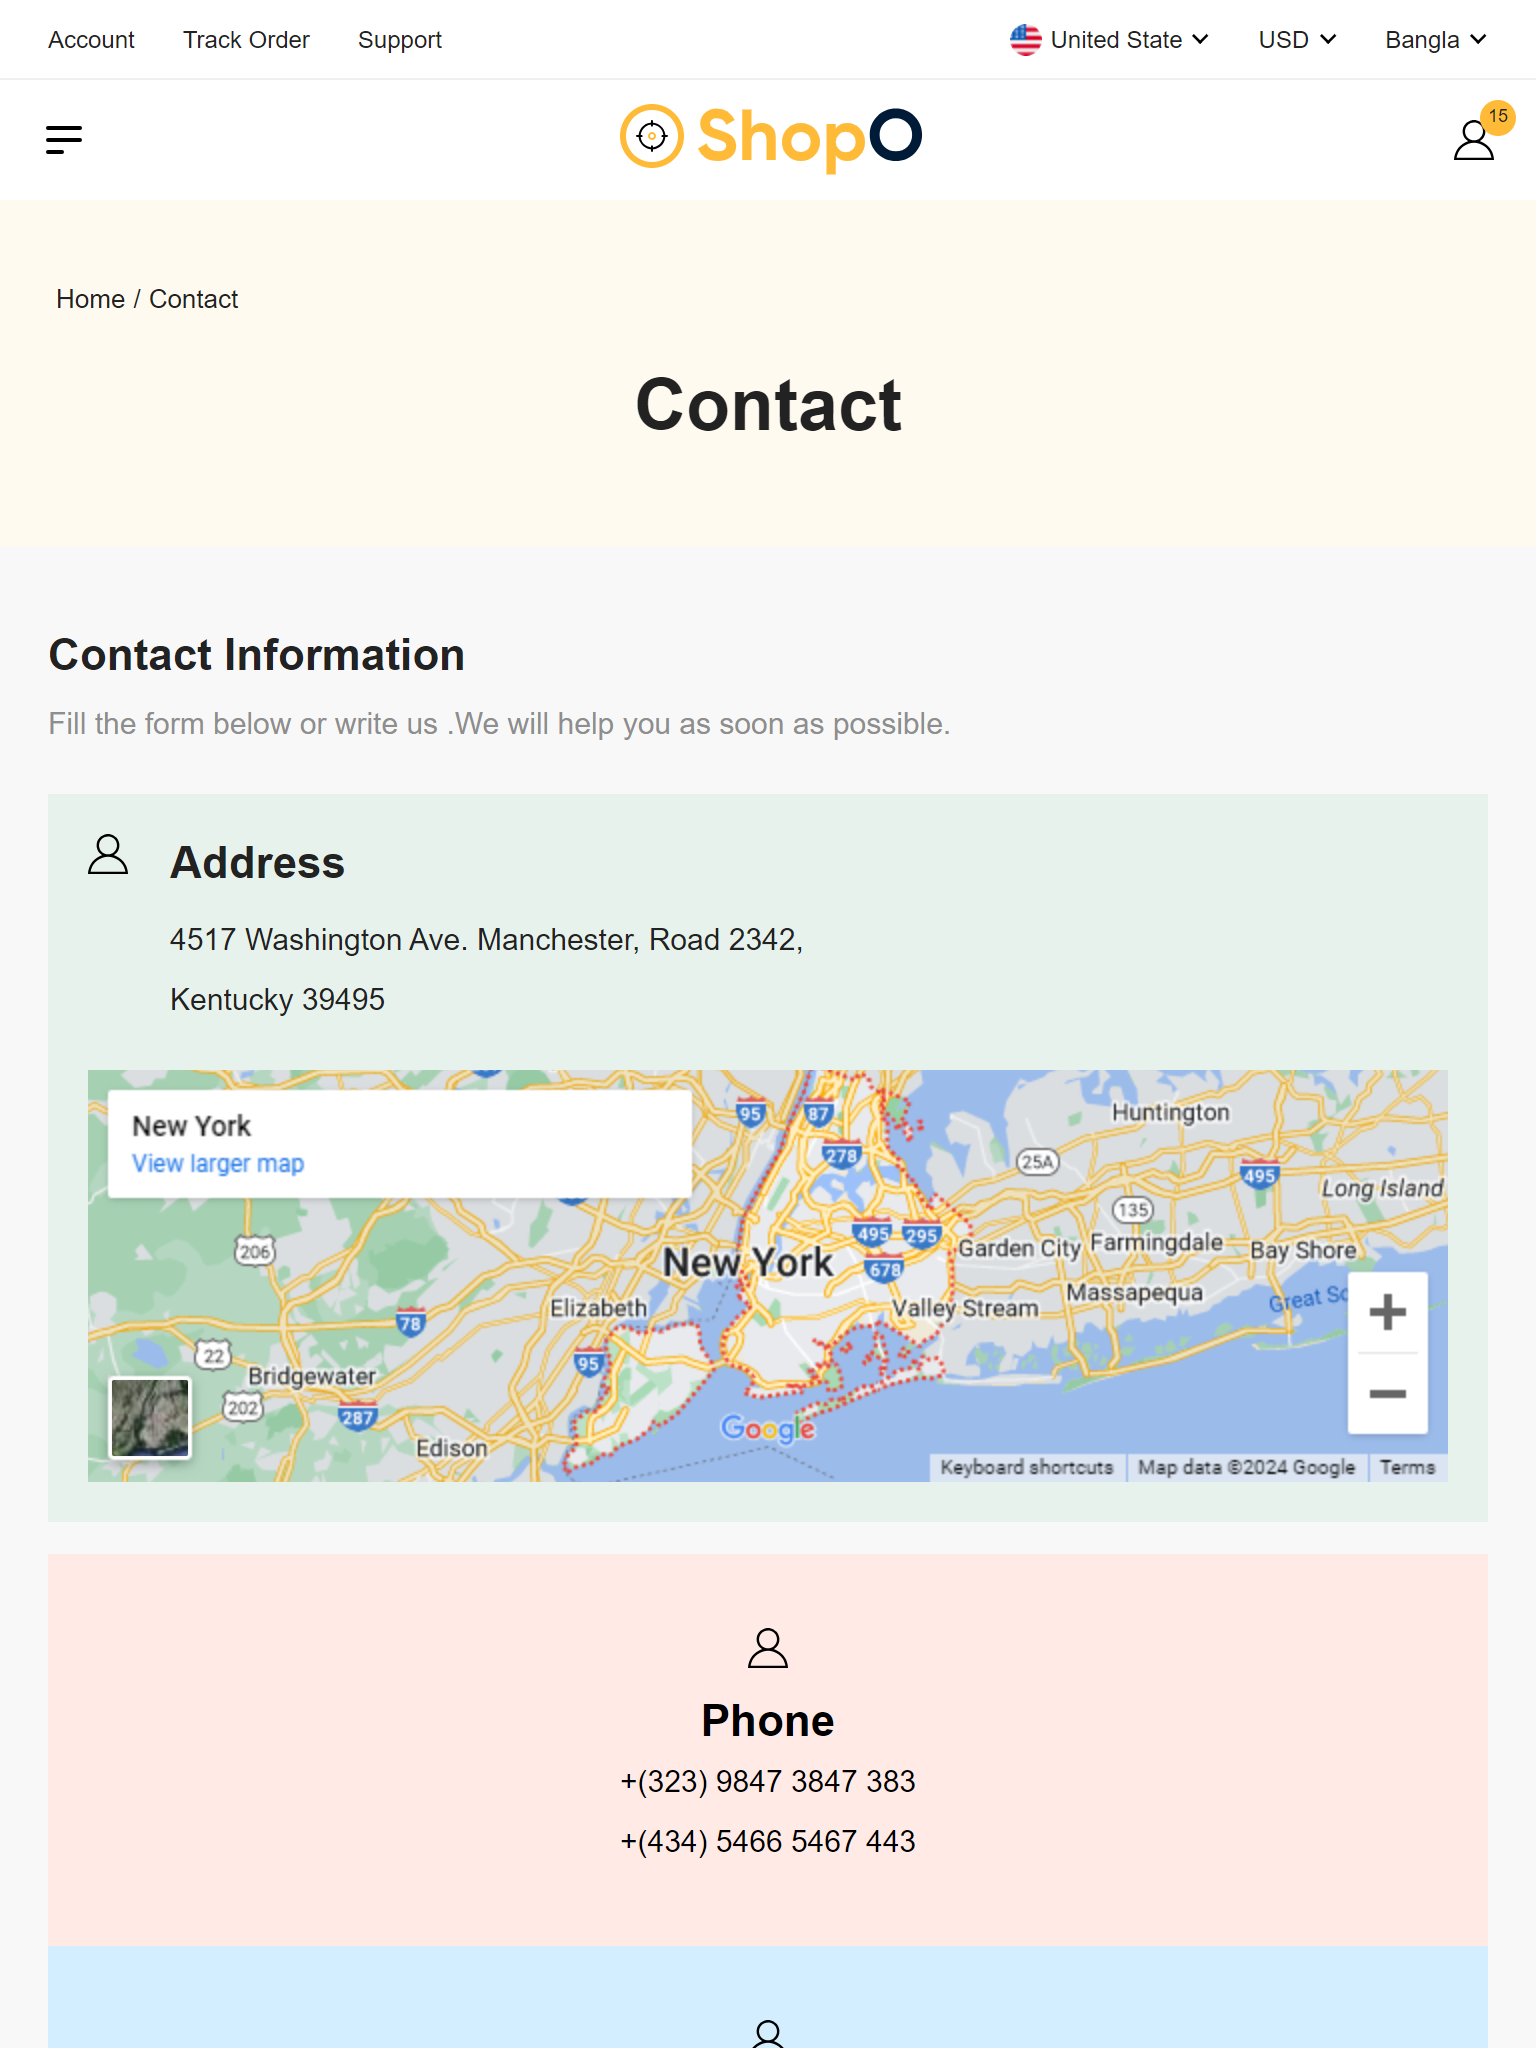 Account Track Order Support United State USD Bangla
ShopO 15
Home / Contact
Contact
Contact Information
Fill the form below or write us .We will help you as soon as possible.
Address
4517 Washington Ave. Manchester, Road 2342,
Kentucky 39495
New York
View larger map
95 87 Huntington
278 25A
495 Long Island
135
206 495 295 Garden City Farmingdale Bay Shore
New York 678
Elizabeth Valley Stream Massapequa Great So
78
22 95
Bridgewater
202 287
Edison Google
Keyboard shortcuts Map data ©2024 Google Terms
Phone
+(323) 9847 3847 383
+(434) 5466 5467 443